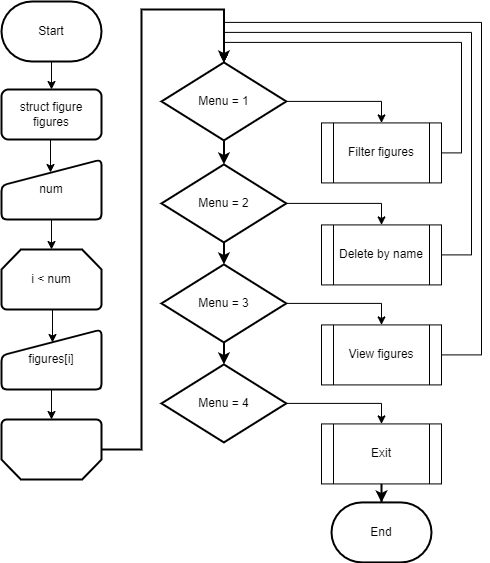 Start
struct figure
figures
num
i < num
figures[i]
Menu = 1
Filter figures
Menu = 2
Delete by name
Menu = 3
View figures
Menu = 4
Exit
End